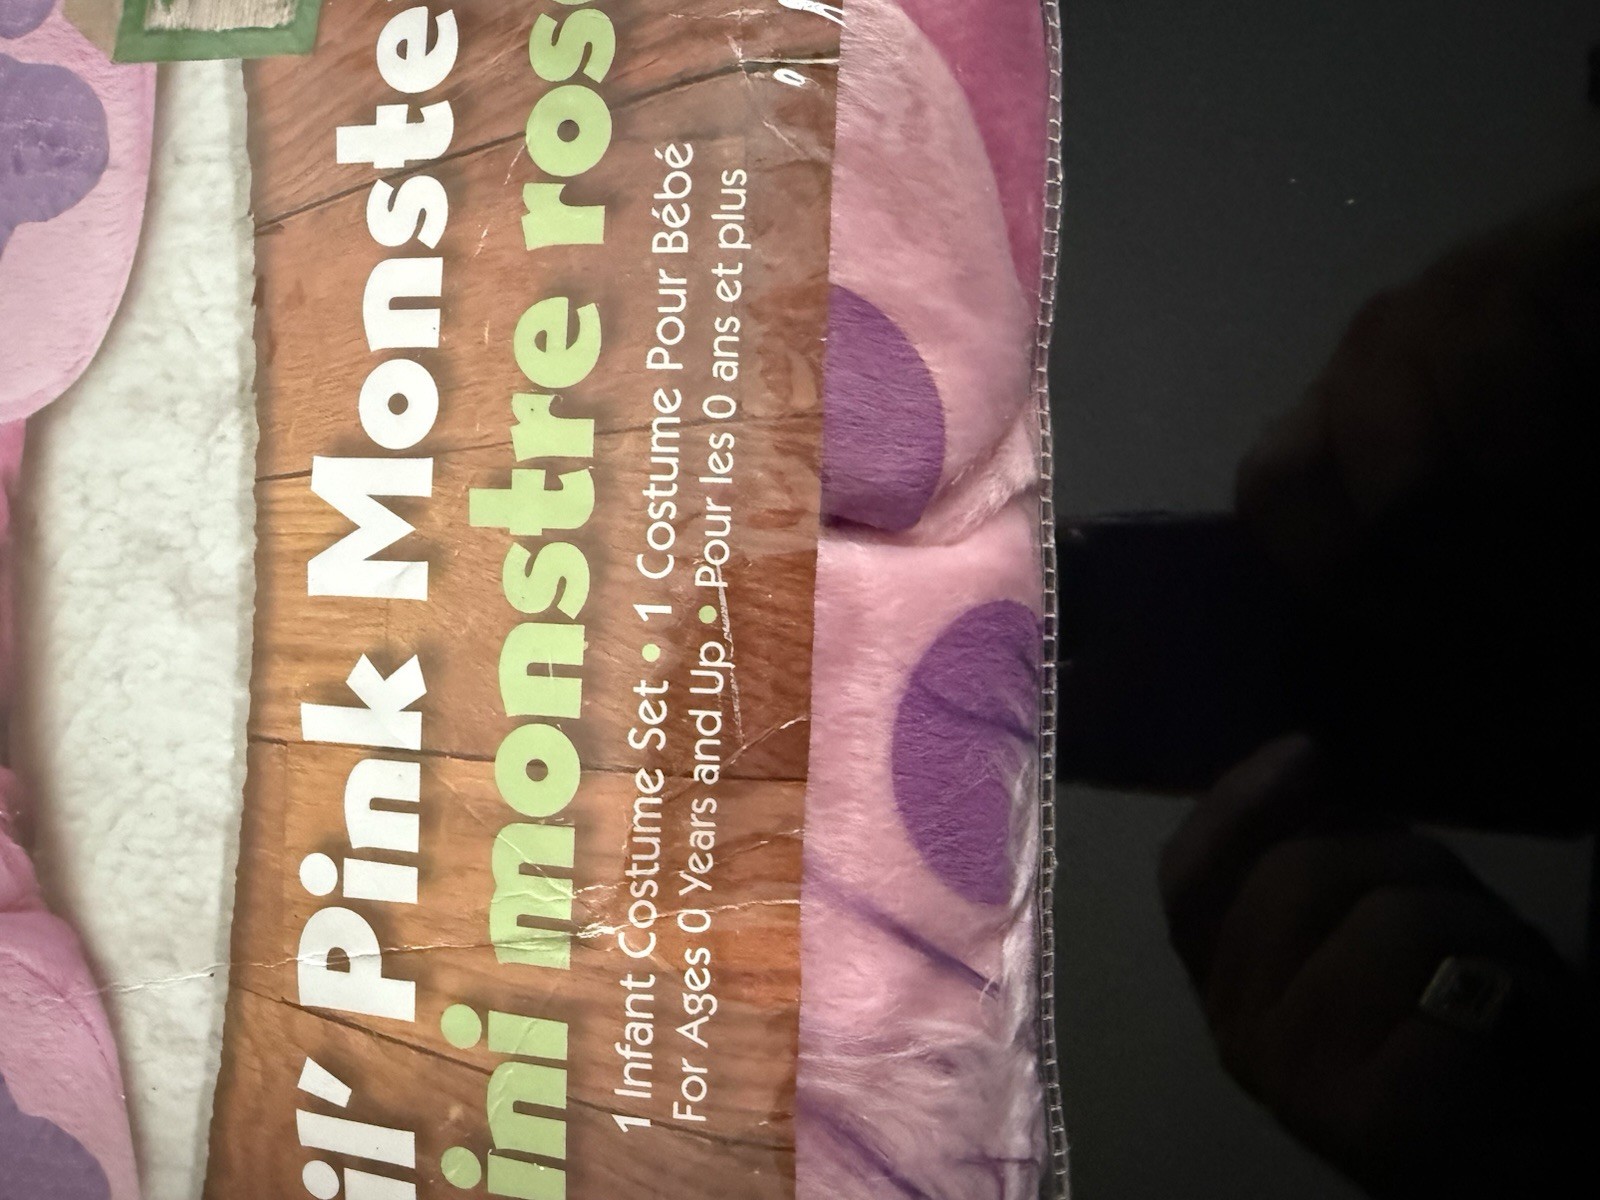 il' Pink Monste
ini monstre ros
1 Infant Costume Set • 1 Costume Pour Bébé
For Ages 0 Years and Up • Pour les 0 ans et plus